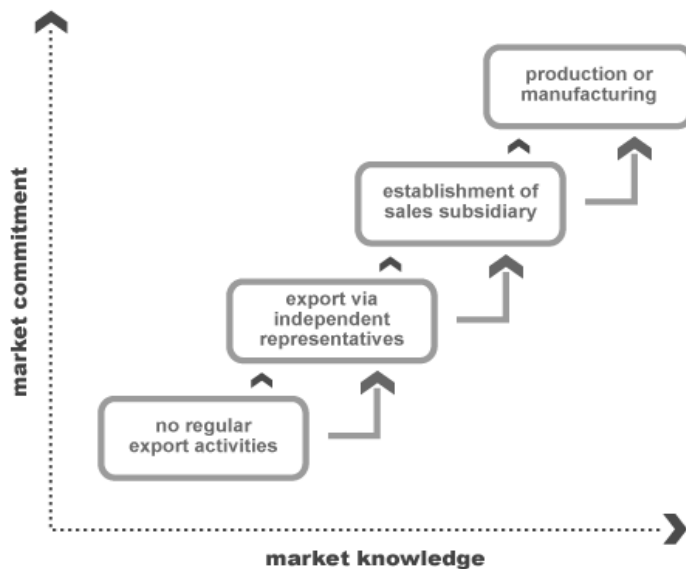 production or
manufacturing
establishment of
sales subsidiary
export via
independent
representatives
no regular
export activities
market commitment
market knowledge